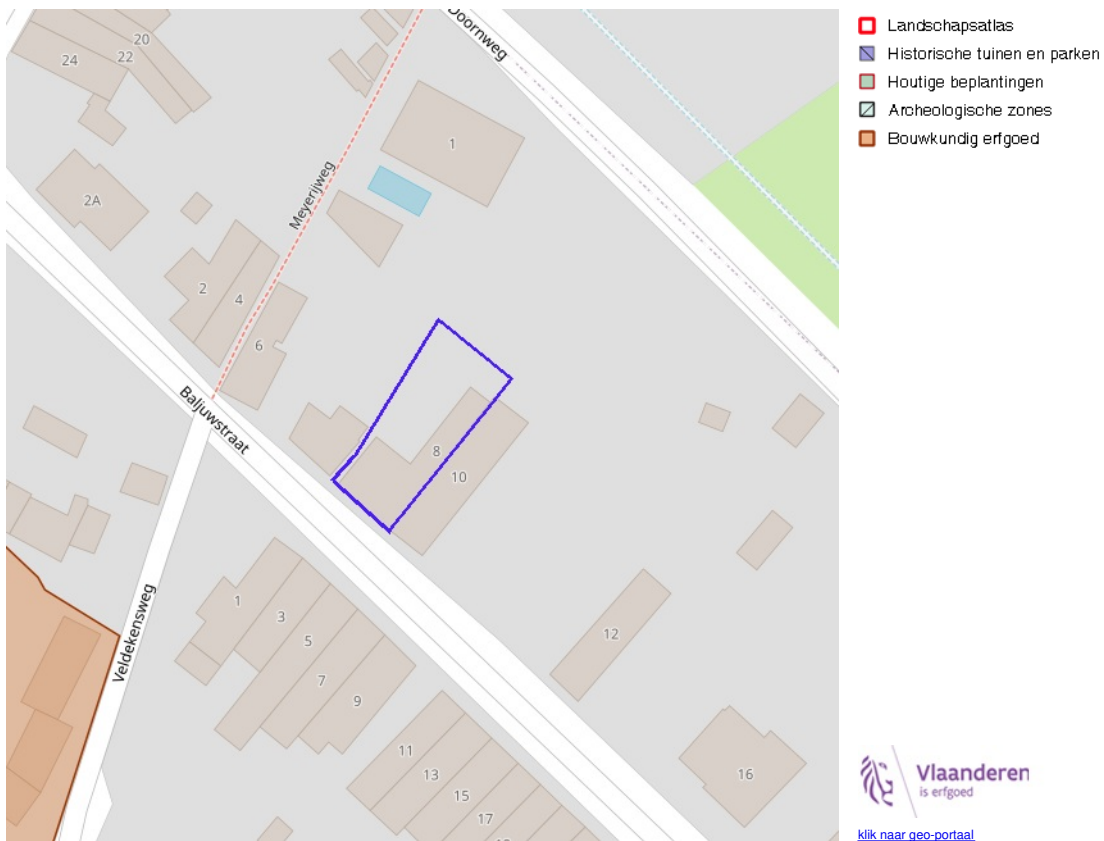 Doornweg
20
22
24
1
2A
Meyerijweg
2
4
6
Baljuwstraat
8
10
1
3
5
7
9
12
Veldekensweg
11
13
15
17
16
Landschapsatlas
Historische tuinen en parken
Houtige beplantingen
Archeologische zones
Bouwkundig erfgoed
Vlaanderen
is erfgoed
klik naar geo-portaal